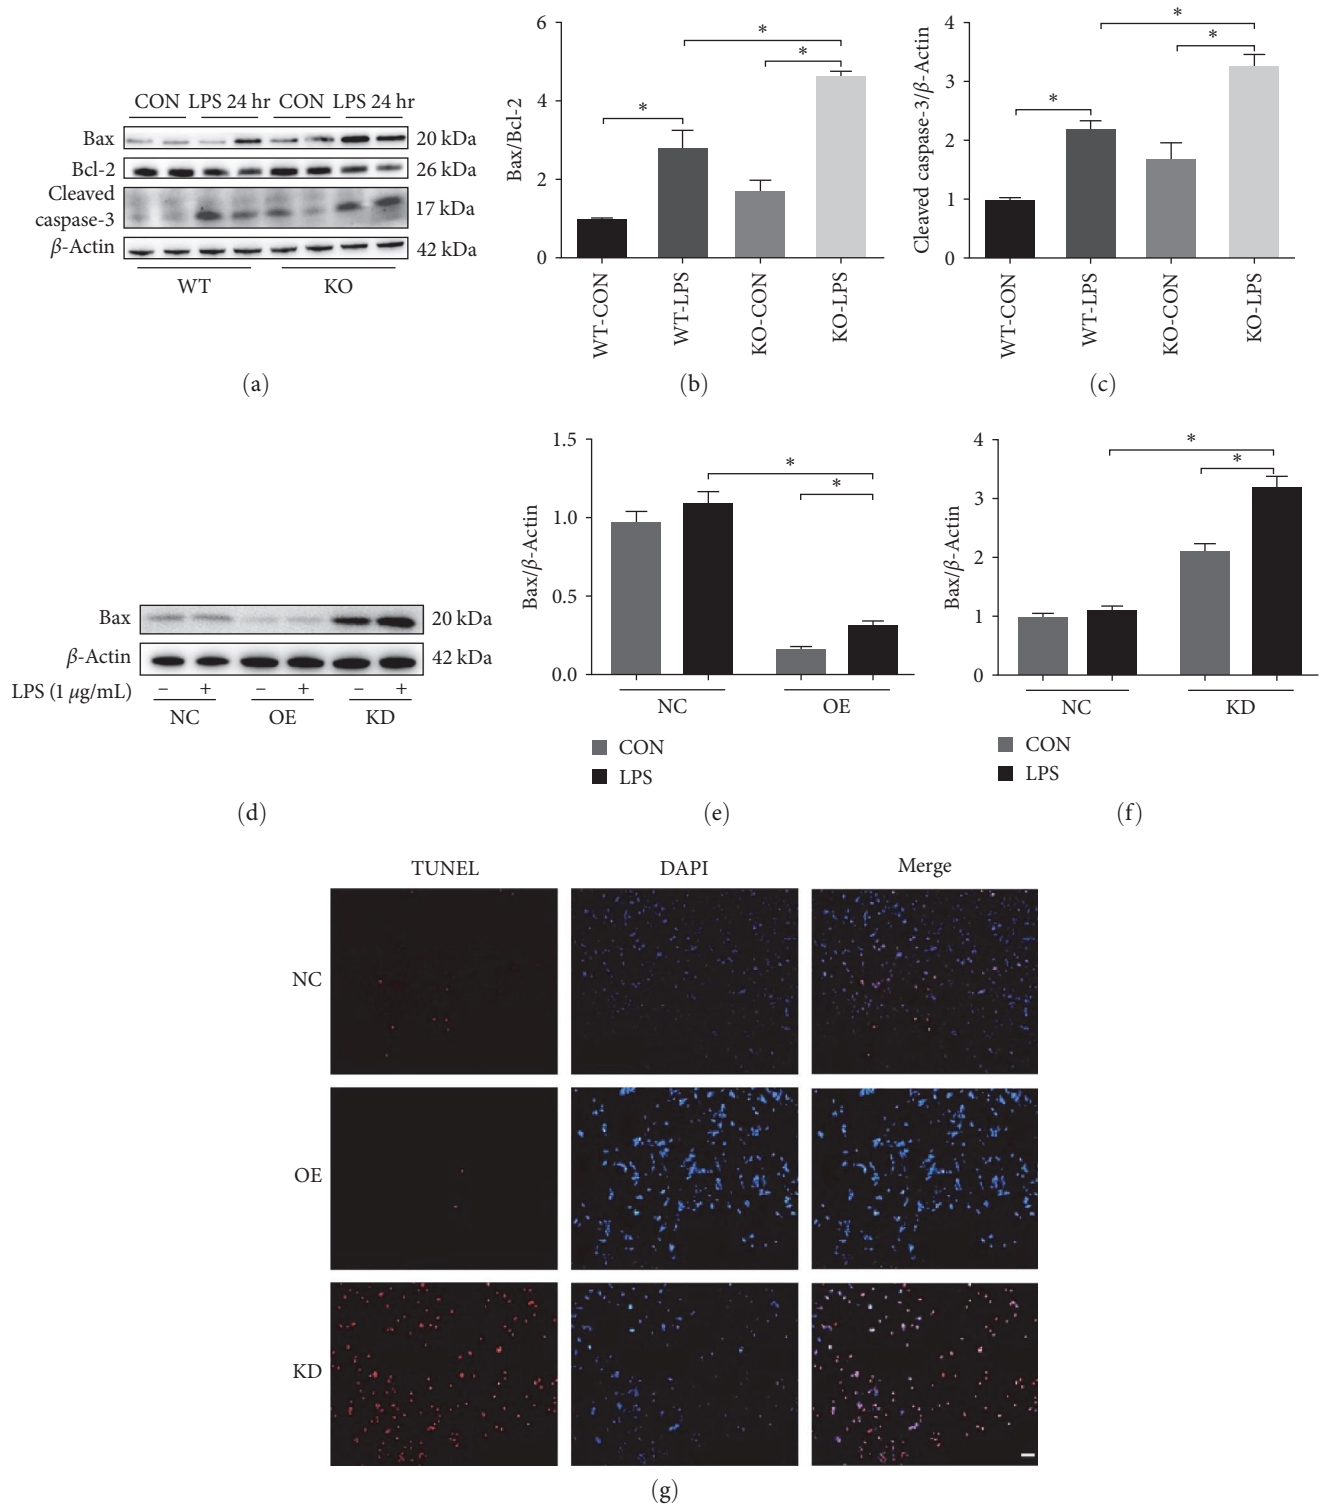 CON LPS 24 hr CON LPS 24 hr
Bax 20 kDa
Bcl-2 26 kDa
Cleaved
caspase-3 17 kDa
β-Actin 42 kDa
WT KO
(a)
6
4
2
0
Bax/Bcl-2
* * *
WT-CON WT-LPS KO-CON KO-LPS
(b)
4
3
2
1
0
Cleaved caspase-3/β-Actin
* * *
WT-CON WT-LPS KO-CON KO-LPS
(c)
Bax 20 kDa
β-Actin 42 kDa
LPS (1 μg/mL) − + − + − +
NC OE KD
(d)
1.5
1.0
0.5
0.0
Bax/β-Actin
* *
NC OE
CON
LPS
(e)
4
3
2
1
0
Bax/β-Actin
* *
NC KD
CON
LPS
(f)
TUNEL DAPI Merge
NC
OE
KD
(g)